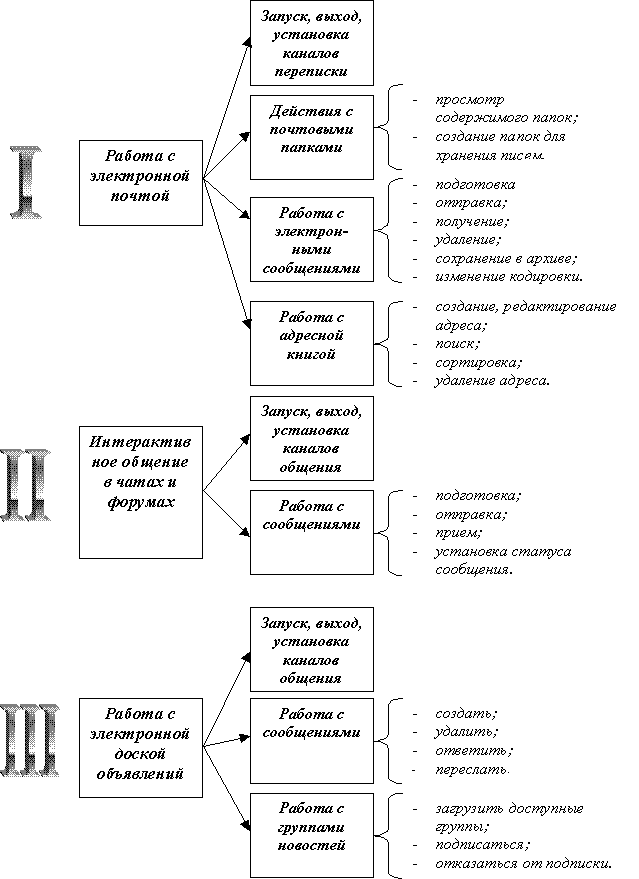 Запуск, выход,
установка
каналов
переписки
I
Работа с
электронной
почтой
Действия с
почтовыми
папками
- просмотр
содержимого папок;
- создание папок для
хранения писем.
Работа с
электрон-
ными
сообщениями
- подготовка
- отправка;
- получение;
- удаление;
- сохранение в архиве;
- изменение кодировки.
Работа с
адресной
книгой
- создание, редактирование
адреса;
- поиск;
- сортировка;
- удаление адреса.
II
Интерактив
ное общение
в чатах и
форумах
Запуск, выход,
установка
каналов
общения
Работа с
сообщениями
- подготовка;
- отправка;
- прием;
- установка статуса
сообщения.
III
Работа с
электронной
доской
объявлений
Запуск, выход,
установка
каналов
общения
Работа с
сообщениями
- создать;
- удалить;
- ответить;
- переслать.
Работа с
группами
новостей
- загрузить доступные
группы;
- подписаться;
- отказаться от подписки.